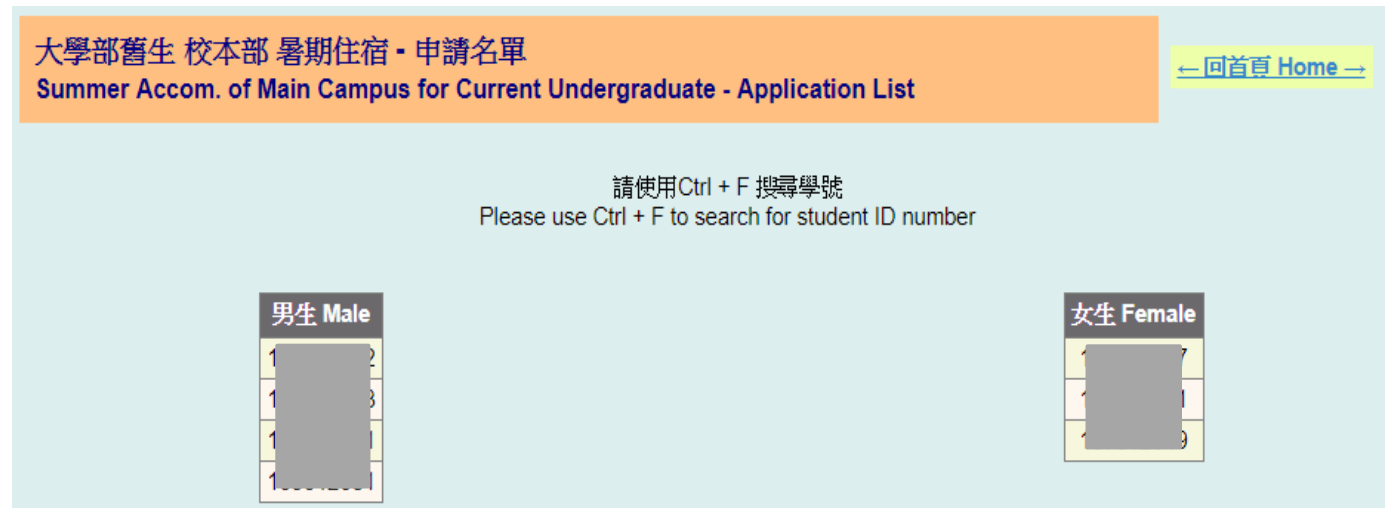 大學部舊生 校本部 暑期住宿 - 申請名單
Summer Accom. of Main Campus for Current Undergraduate - Application List
←回首頁 Home →
請使用Ctrl + F 搜尋學號
Please use Ctrl + F to search for student ID number
男生 Male
女生 Female